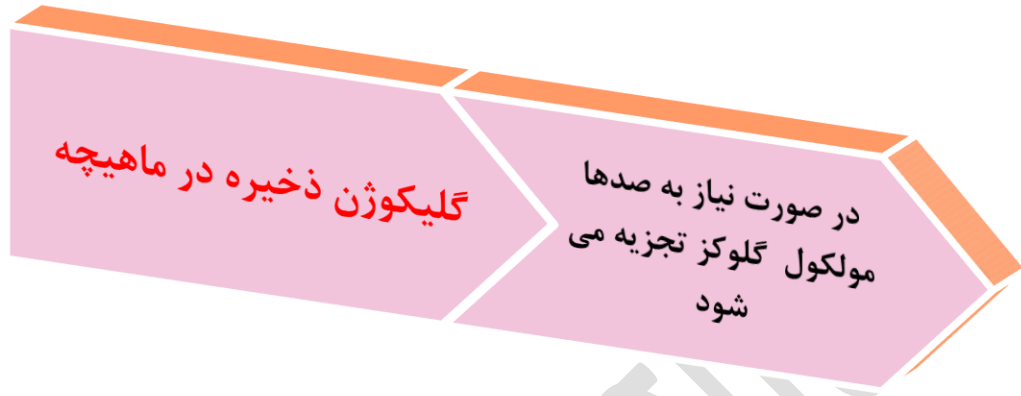 گلیکوژن ذخیره در ماهیچه
در صورت نیاز به صدها
مولکول گلوکز تجزیه می
شود